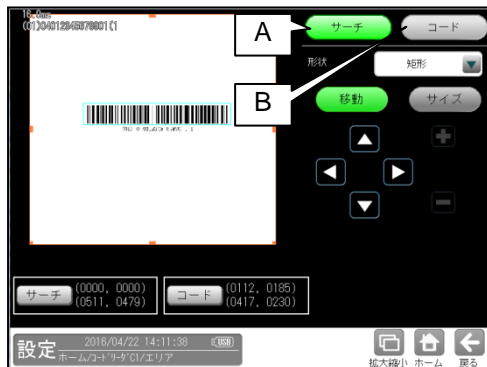 16.0ms
A
サーチ
コード
形状
矩形
B
移動
サイズ
サーチ
(0000, 0000)
(0511, 0479)
コード
(0112, 0185)
(0417, 0230)
設定
2016/04/22 14:11:38
USB
ホーム/コードリーダC1/エリア
拡大縮小
ホーム
戻る